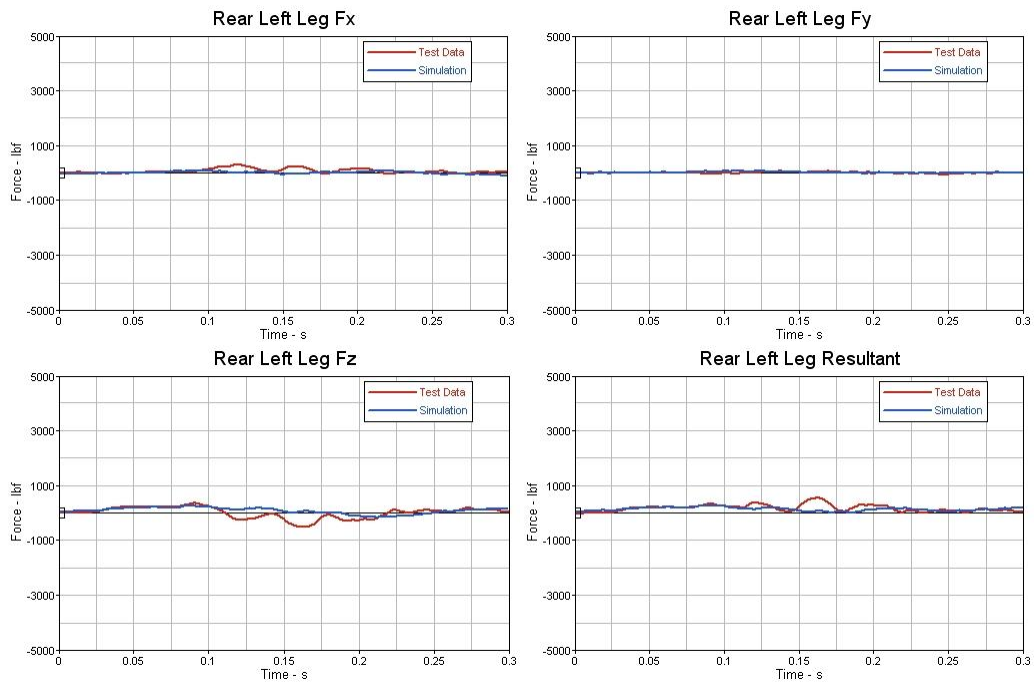 Rear Left Leg Fx
5000
3000
1000
-1000
-3000
-5000
Force - lbf
Test Data
Simulation
0 0.05 0.1 0.15 0.2 0.25 0.3
Time - s
Rear Left Leg Fy
5000
3000
1000
-1000
-3000
-5000
Force - lbf
Test Data
Simulation
0 0.05 0.1 0.15 0.2 0.25 0.3
Time - s
Rear Left Leg Fz
5000
3000
1000
-1000
-3000
-5000
Force - lbf
Test Data
Simulation
0 0.05 0.1 0.15 0.2 0.25 0.3
Time - s
Rear Left Leg Resultant
5000
3000
1000
-1000
-3000
-5000
Force - lbf
Test Data
Simulation
0 0.05 0.1 0.15 0.2 0.25 0.3
Time - s